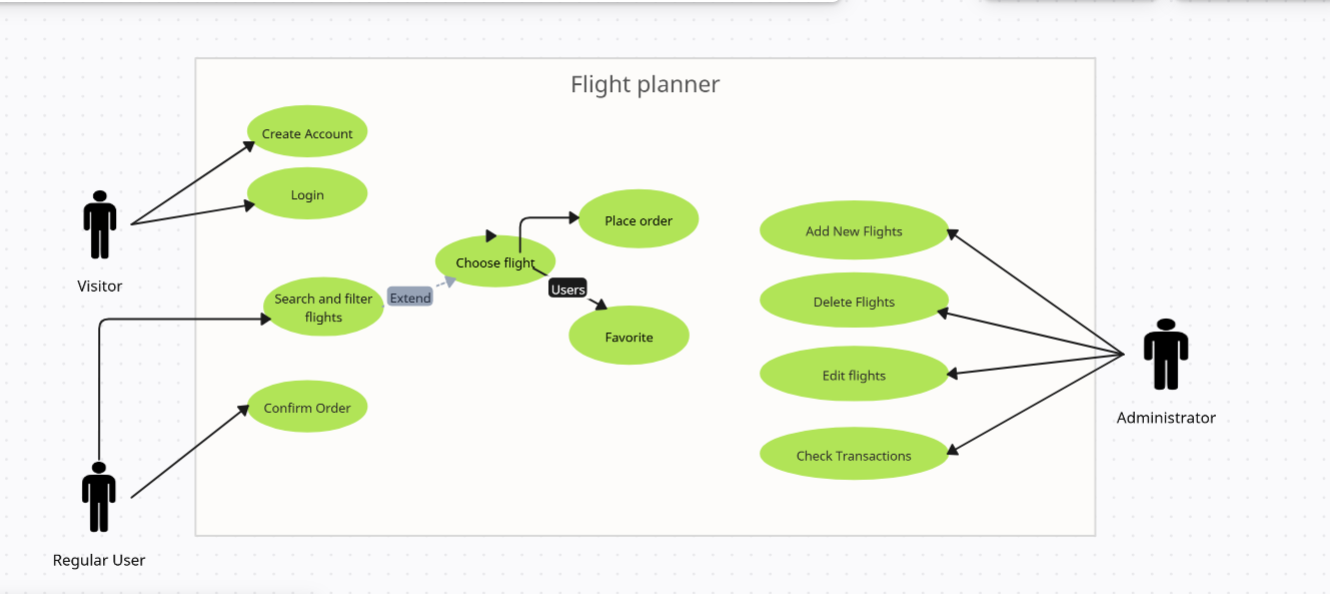 Flight planner
Create Account
Login
Visitor
Place order
Choose flight
Search and filter
flights
Extend
Users
Favorite
Confirm Order
Regular User
Add New Flights
Delete Flights
Edit flights
Check Transactions
Administrator